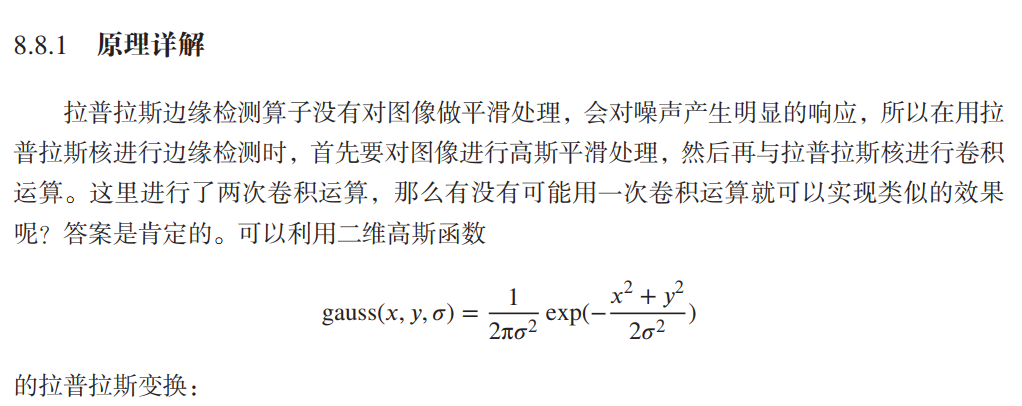 8.8.1 原理详解
拉普拉斯边缘检测算子没有对图像做平滑处理，会对噪声产生明显的响应，所以在用拉
普拉斯核进行边缘检测时，首先要对图像进行高斯平滑处理，然后再与拉普拉斯核进行卷积
运算。这里进行了两次卷积运算，那么有没有可能用一次卷积运算就可以实现类似的效果
呢？答案是肯定的。可以利用二维高斯函数
gauss(x, y, σ) = \frac{1}{2πσ^2} exp(-\frac{x^2 + y^2}{2σ^2})
的拉普拉斯变换：